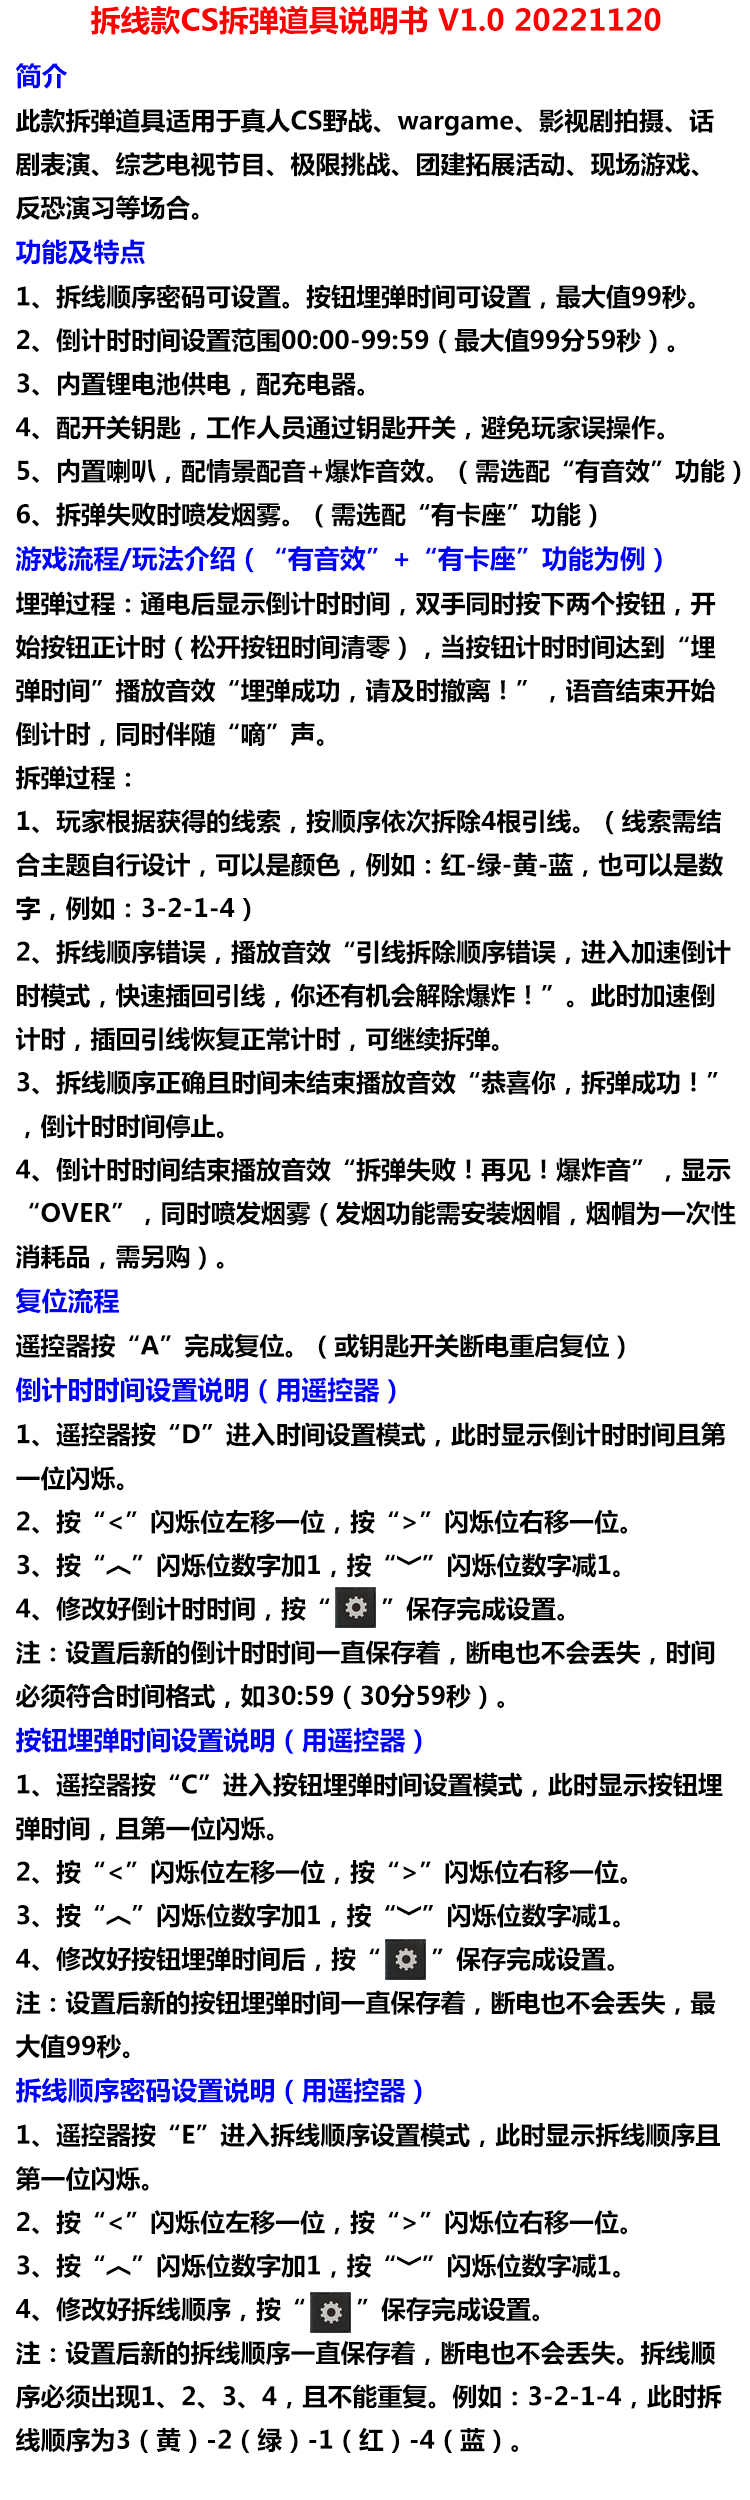 拆线款CS拆弹道具说明书 V1.0 20221120
简介
此款拆弹道具适用于真人CS野战、wargame、影视剧拍摄、话
剧表演、综艺电视节目、极限挑战、团建拓展活动、现场游戏、
反恐演习等场合。
功能及特点
1、拆线顺序密码可设置。按钮埋弹时间可设置，最大值99秒。
2、倒计时时间设置范围00:00-99:59（最大值99分59秒）。
3、内置锂电池供电，配充电器。
4、配开关钥匙，工作人员通过钥匙开关，避免玩家误操作。
5、内置喇叭，配情景配音+爆炸音效。（需选配“有音效”功能）
6、拆弹失败时喷发烟雾。（需选配“有卡座”功能）
游戏流程/玩法介绍（“有音效”+“有卡座”功能为例）
埋弹过程：通电后显示倒计时时间，双手同时按下两个按钮，开
始按钮正计时（松开按钮时间清零），当按钮计时时间达到“埋
弹时间”播放音效“埋弹成功，请及时撤离！”，语音结束开始
倒计时，同时伴随“嘀”声。
拆弹过程：
1、玩家根据获得的线索，按顺序依次拆除4根引线。（线索需结
合主题自行设计，可以是颜色，例如：红-绿-黄-蓝，也可以是数
字，例如：3-2-1-4）
2、拆线顺序错误，播放音效“引线拆除顺序错误，进入加速倒计
时模式，快速插回引线，你还有机会解除爆炸！”。此时加速倒
计时，插回引线恢复正常计时，可继续拆弹。
3、拆线顺序正确且时间未结束播放音效“恭喜你，拆弹成功！”
，倒计时时间停止。
4、倒计时时间结束播放音效“拆弹失败！再见！爆炸音”，显示
“OVER”，同时喷发烟雾（发烟功能需安装烟帽，烟帽为一次性
消耗品，需另购）。
复位流程
遥控器按“A”完成复位。（或钥匙开关断电重启复位）
倒计时时间设置说明（用遥控器）
1、遥控器按“D”进入时间设置模式，此时显示倒计时时间且第
一位闪烁。
2、按“<”闪烁位左移一位，按“>”闪烁位右移一位。
3、按“︿”闪烁位数字加1，按“﹀”闪烁位数字减1。
4、修改好倒计时时间，按“⚙”保存完成设置。
注：设置后新的倒计时时间一直保存着，断电也不会丢失，时间
必须符合时间格式，如30:59（30分59秒）。
按钮埋弹时间设置说明（用遥控器）
1、遥控器按“C”进入按钮埋弹时间设置模式，此时显示按钮埋
弹时间，且第一位闪烁。
2、按“<”闪烁位左移一位，按“>”闪烁位右移一位。
3、按“︿”闪烁位数字加1，按“﹀”闪烁位数字减1。
4、修改好按钮埋弹时间后，按“⚙”保存完成设置。
注：设置后新的按钮埋弹时间一直保存着，断电也不会丢失，最
大值99秒。
拆线顺序密码设置说明（用遥控器）
1、遥控器按“E”进入拆线顺序设置模式，此时显示拆线顺序且
第一位闪烁。
2、按“<”闪烁位左移一位，按“>”闪烁位右移一位。
3、按“︿”闪烁位数字加1，按“﹀”闪烁位数字减1。
4、修改好拆线顺序，按“⚙”保存完成设置。
注：设置后新的拆线顺序一直保存着，断电也不会丢失。拆线顺
序必须出现1、2、3、4，且不能重复。例如：3-2-1-4，此时拆
线顺序为3（黄）-2（绿）-1（红）-4（蓝）。